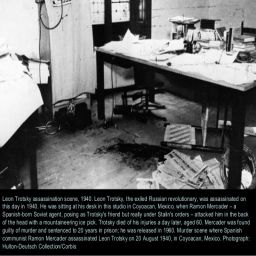 Leon Trotsky assassination scene, 1940. Leon Trotsky, the exiled Russian revolutionary, was assassinated on
this day in 1940. He was sitting at his desk in this studio in Coyoacan, Mexico, when Ramon Mercader – a
Spanish-born Soviet agent, posing as Trotsky's friend but really under Stalin's orders – attacked him in the back
of the head with a mountaineering ice pick. Trotsky died of his injuries a day later, aged 60. Mercader was found
guilty of murder and sentenced to 20 years in prison; he was released in 1960. Murder scene where Spanish
communist Ramon Mercader assassinated Leon Trotsky on 20 August 1940, in Coyoacan, Mexico. Photograph:
Hulton-Deutsch Collection/Corbis